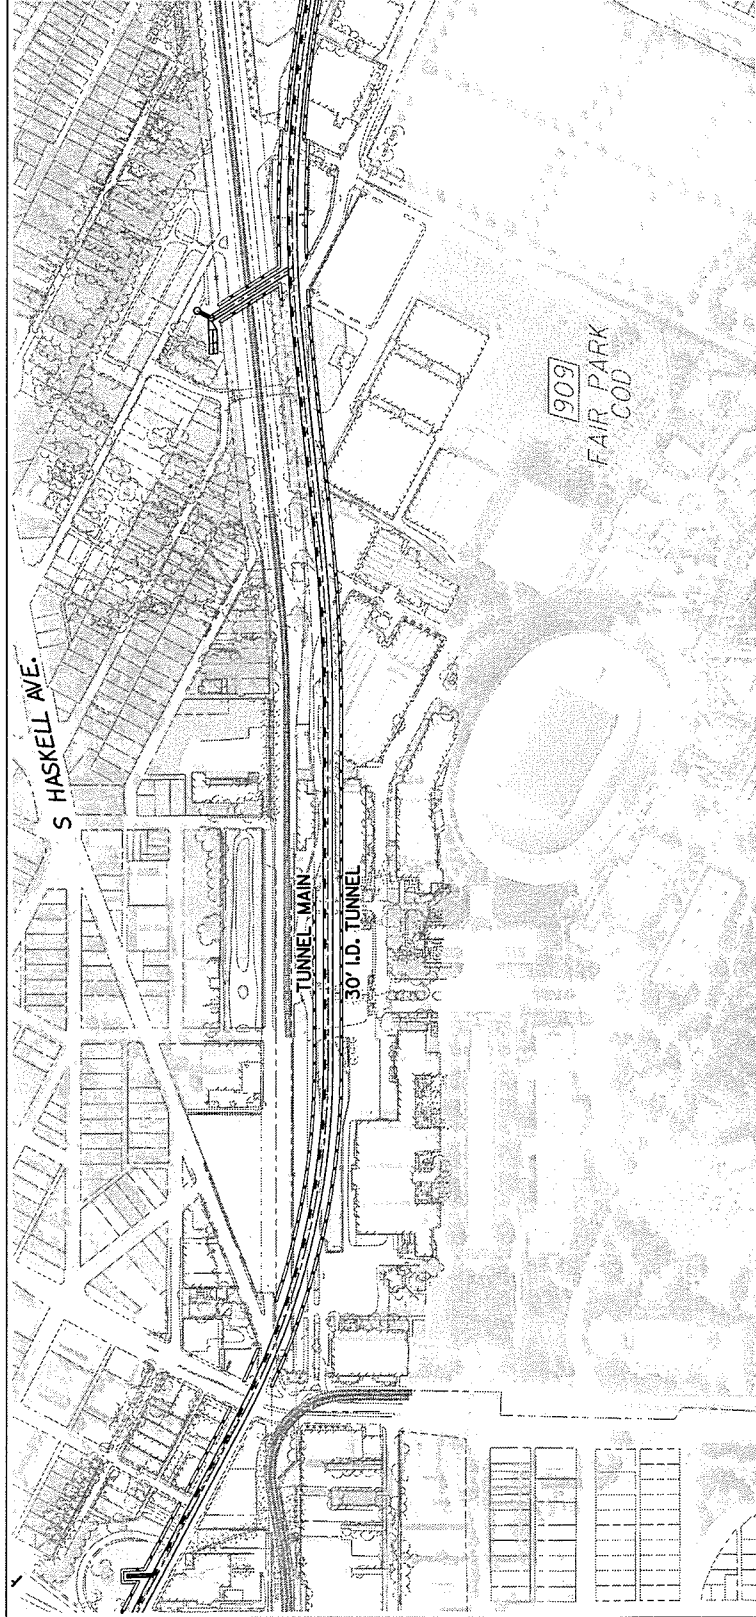 S HASKELL AVE.
TUNNEL MAIN
30' I.D. TUNNEL
909
FAIR PARK
COD